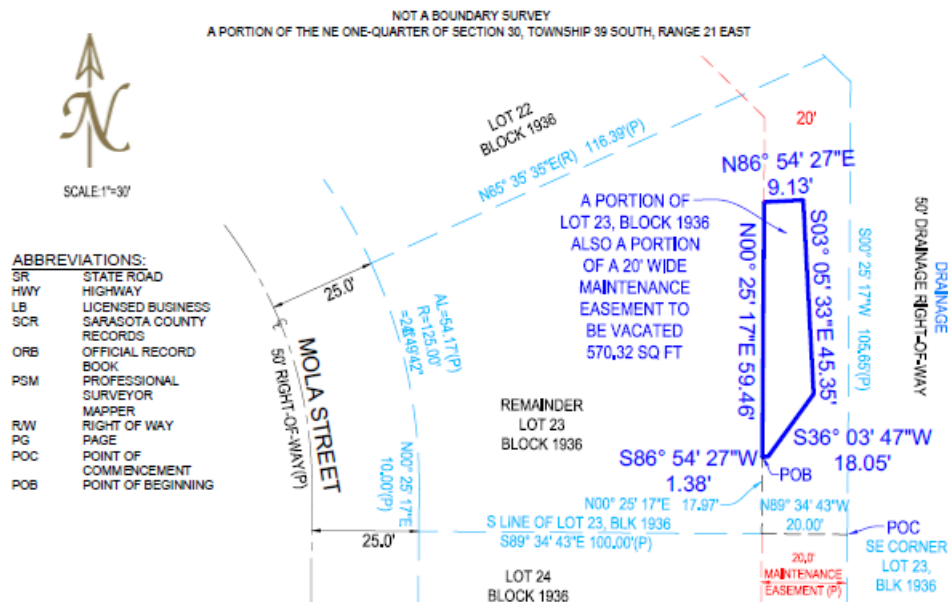 NOT A BOUNDARY SURVEY
A PORTION OF THE NE ONE-QUARTER OF SECTION 30, TOWNSHIP 39 SOUTH, RANGE 21 EAST
N
SCALE:1"=30'
ABBREVIATIONS:
SR STATE ROAD
HWY HIGHWAY
LB LICENSED BUSINESS
SCR SARASOTA COUNTY
RECORDS
ORB OFFICIAL RECORD
BOOK
PSM PROFESSIONAL
SURVEYOR
MAPPER
R/W RIGHT OF WAY
PG PAGE
POC POINT OF
COMMENCEMENT
POB POINT OF BEGINNING
LOT 22
BLOCK 1936
N65° 35' 35"E(R) 116.39'(P)
20'
N86° 54' 27"E
9.13'
A PORTION OF
LOT 23, BLOCK 1936
ALSO A PORTION
OF A 20' WIDE
MAINTENANCE
EASEMENT TO
BE VACATED
570.32 SQ FT
N00° 25' 17"E 59.46'
S03° 05' 33"E 45.35'
S00° 25' 17"W 105.65'(P)
50' DRAINAGE RIGHT-OF-WAY
DRAINAGE
25.0'
AL=54.17'(P)
R=125.00'
MOLA STREET
50' RIGHT-OF-WAY(P)
REMAINDER
LOT 23
BLOCK 1936
N00° 25' 17"E
10.00'(P)
S86° 54' 27"W
1.38'
S36° 03' 47"W
18.05'
POB
N00° 25' 17"E 17.97'
N89° 34' 43"W
20.00'
S LINE OF LOT 23, BLK 1936
S89° 34' 43"E 100.00'(P)
25.0'
POC
SE CORNER
LOT 23,
BLK 1936
20.0'
MAINTENANCE
EASEMENT (P)
LOT 24
BLOCK 1936